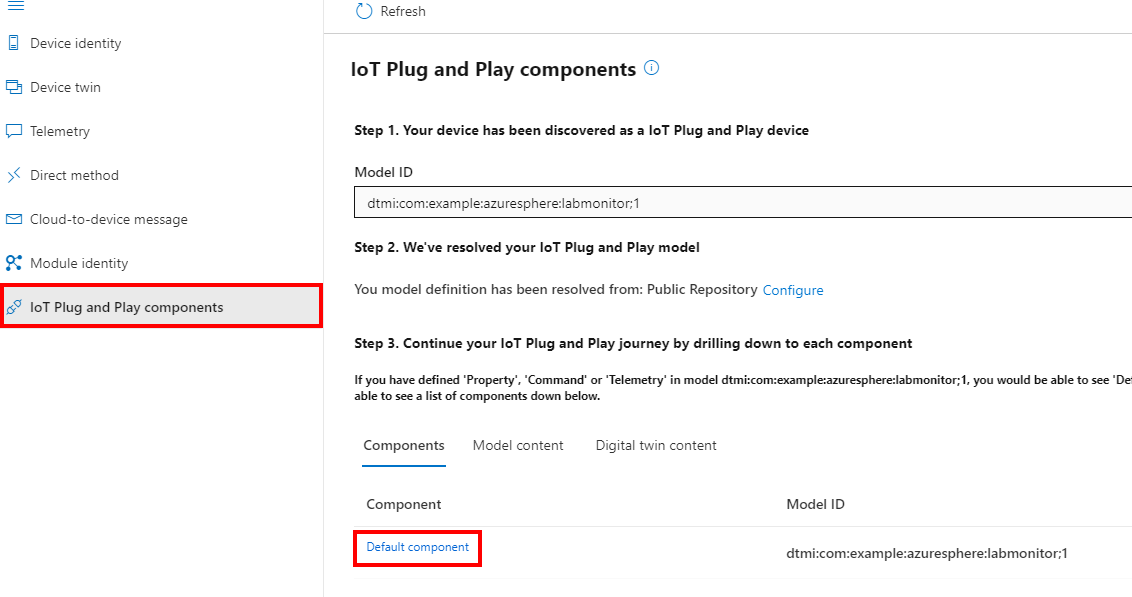 Refresh
Device identity
Device twin
Telemetry
Direct method
Cloud-to-device message
Module identity
IoT Plug and Play components
IoT Plug and Play components
Step 1. Your device has been discovered as a IoT Plug and Play device
Model ID
dtmi:com:example:azuresphere:labmonitor;1
Step 2. We've resolved your IoT Plug and Play model
You model definition has been resolved from: Public Repository Configure
Step 3. Continue your IoT Plug and Play journey by drilling down to each component
If you have defined 'Property', 'Command' or 'Telemetry' in model dtmi:com:example:azuresphere:labmonitor;1, you would be able to see 'De
able to see a list of components down below.
Components Model content Digital twin content
Component Model ID
Default component dtmi:com:example:azuresphere:labmonitor;1